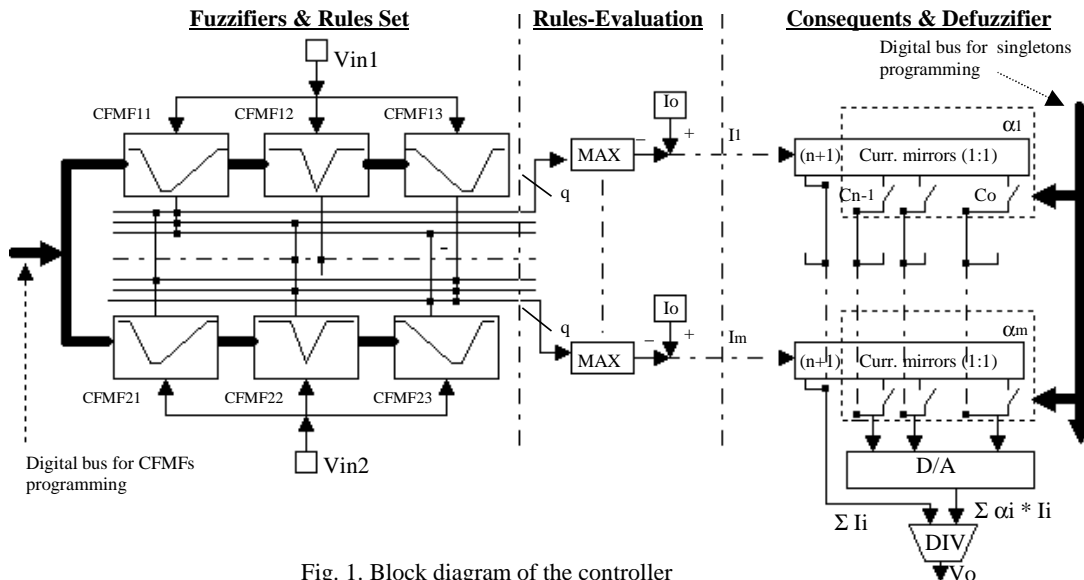 Fuzzifiers & Rules Set
Rules-Evaluation
Consequents & Defuzzifier
Digital bus for singletons
programming
Vin1
CFMF11
CFMF12
CFMF13
Io
MAX
− +
I1
q
α1
(n+1) Curr. mirrors (1:1)
Cn-1
Co
-
Io
MAX
− +
Im
q
αm
(n+1) Curr. mirrors (1:1)
CFMF21
CFMF22
CFMF23
Vin2
Digital bus for CFMFs
programming
D/A
Σ Ii
Σ αi * Ii
DIV
Vo
Fig. 1. Block diagram of the controller